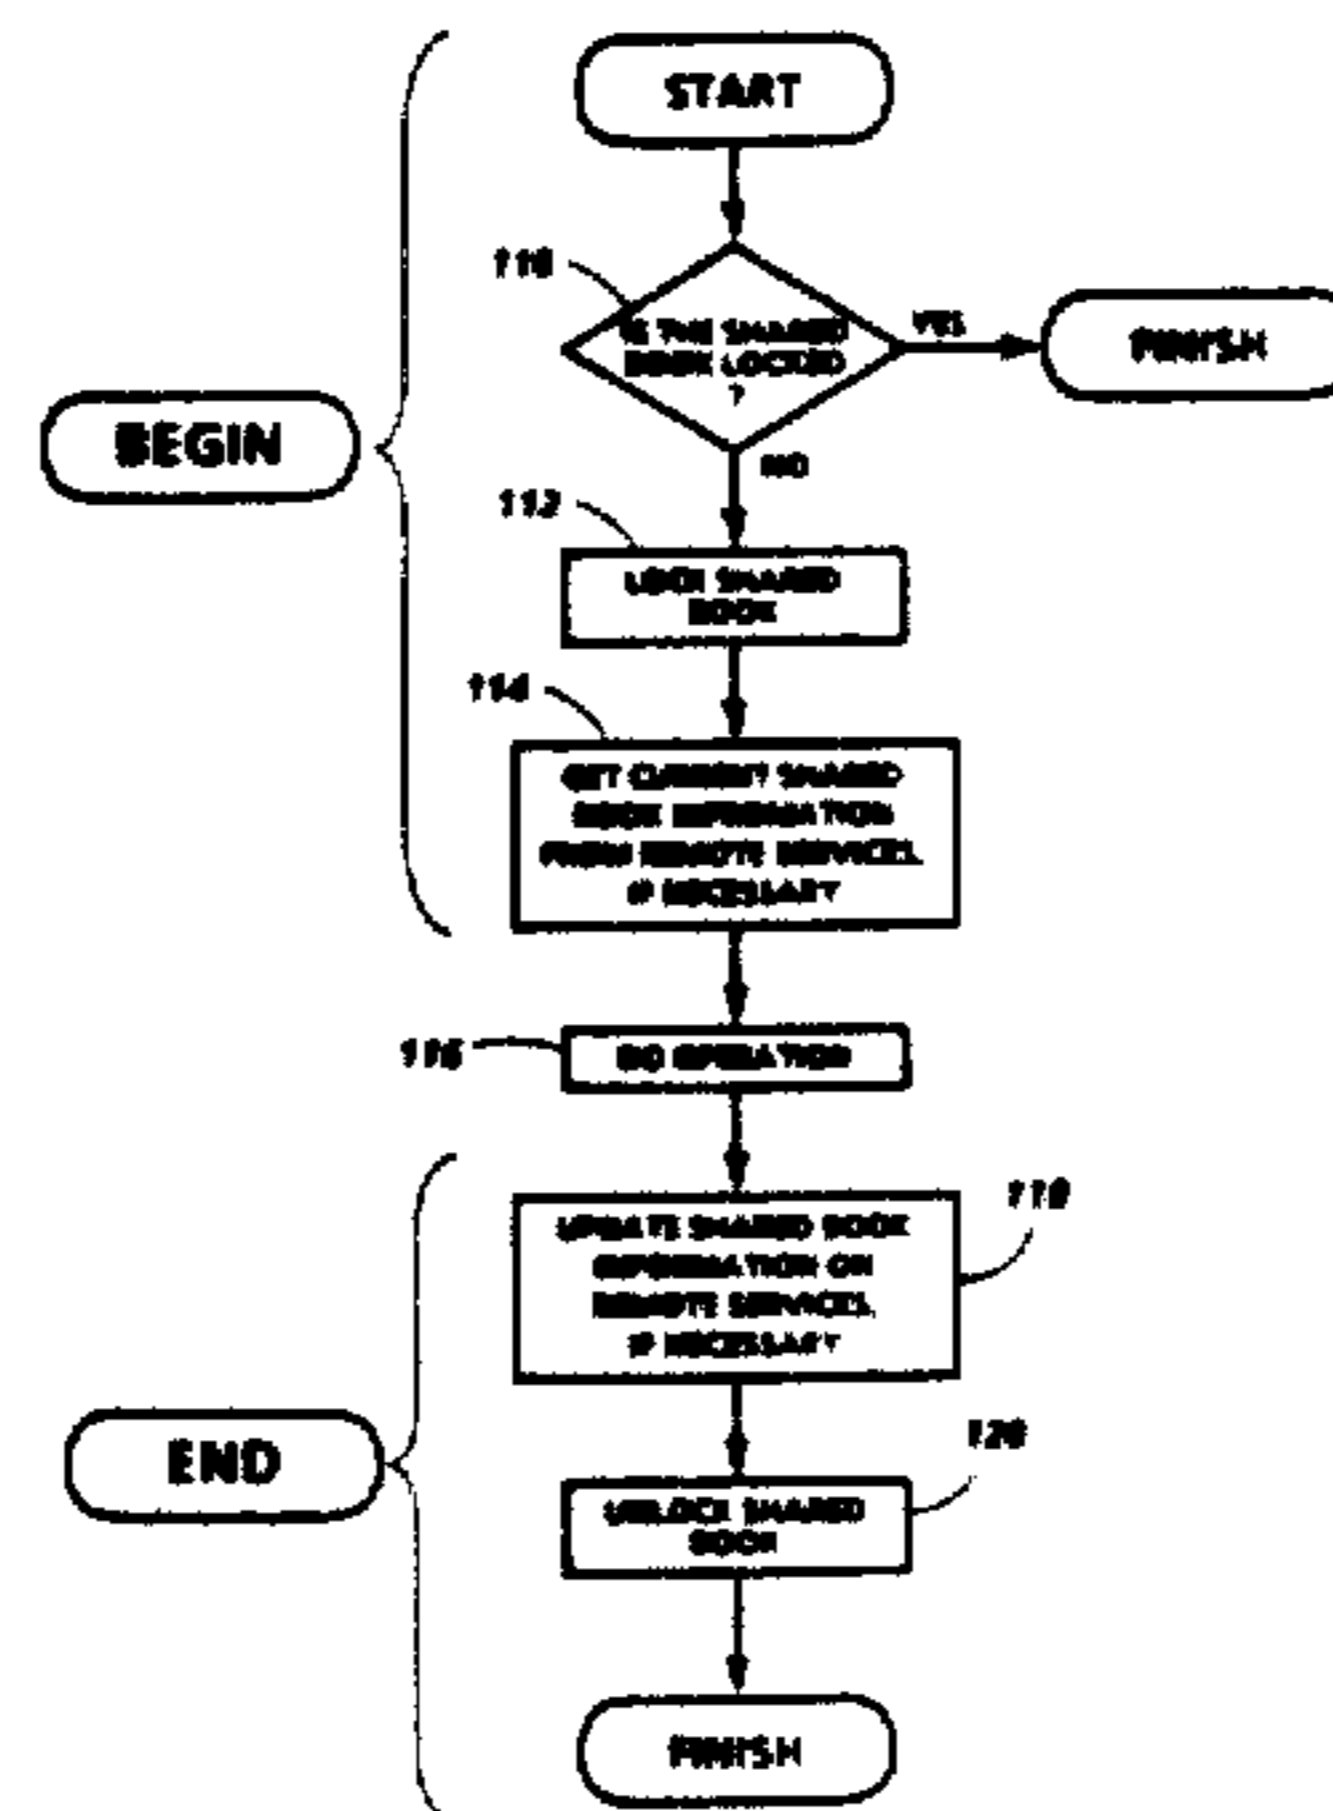 START
110
IS THE SHARED
BOOK LOCKED
?
YES
FINISH
BEGIN
NO
112
LOCK SHARED
BOOK
114
GET CURRENT SHARED
BOOK INFORMATION
FROM REMOTE SERVICES,
IF NECESSARY
116
DO OPERATION
118
UPDATE SHARED BOOK
INFORMATION ON
REMOTE SERVICES,
IF NECESSARY
END
120
UNLOCK SHARED
BOOK
FINISH